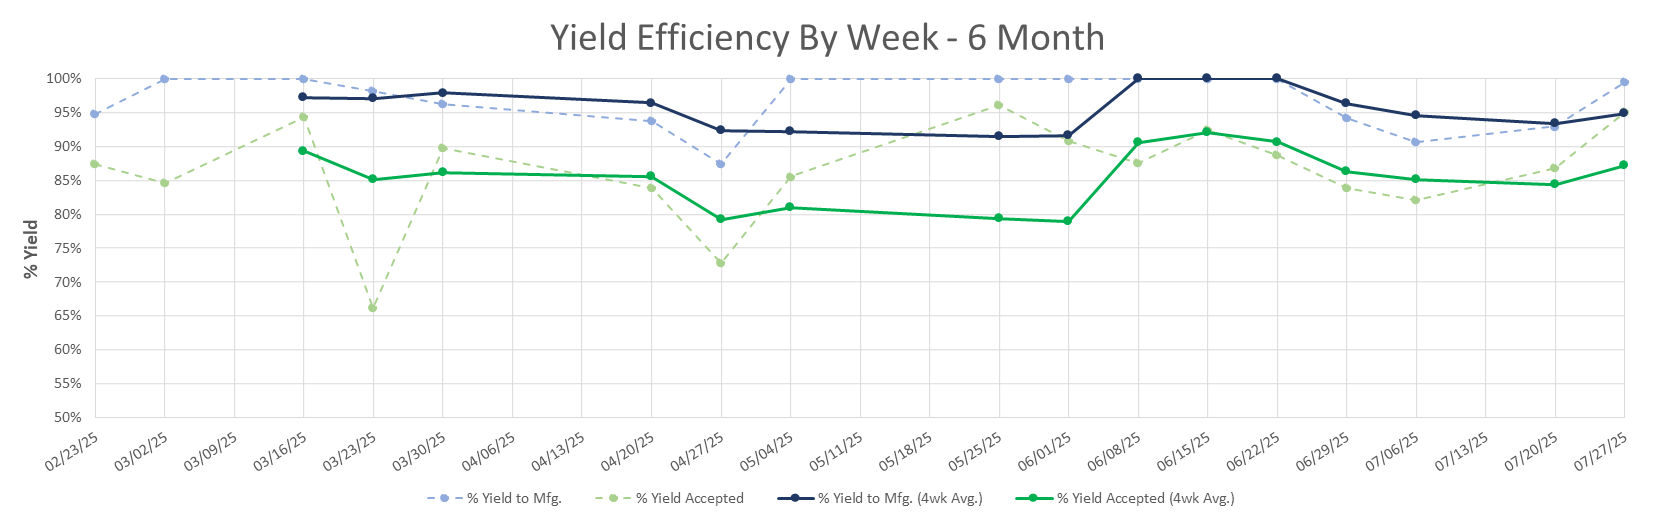 Yield Efficiency By Week - 6 Month
% Yield
100%
95%
90%
85%
80%
75%
70%
65%
60%
55%
50%
02/23/25 03/02/25 03/09/25 03/16/25 03/23/25 03/30/25 04/06/25 04/13/25 04/20/25 04/27/25 05/04/25 05/11/25 05/18/25 05/25/25 06/01/25 06/08/25 06/15/25 06/22/25 06/29/25 07/06/25 07/13/25 07/20/25 07/27/25
% Yield to Mfg. % Yield Accepted % Yield to Mfg. (4wk Avg.) % Yield Accepted (4wk Avg.)